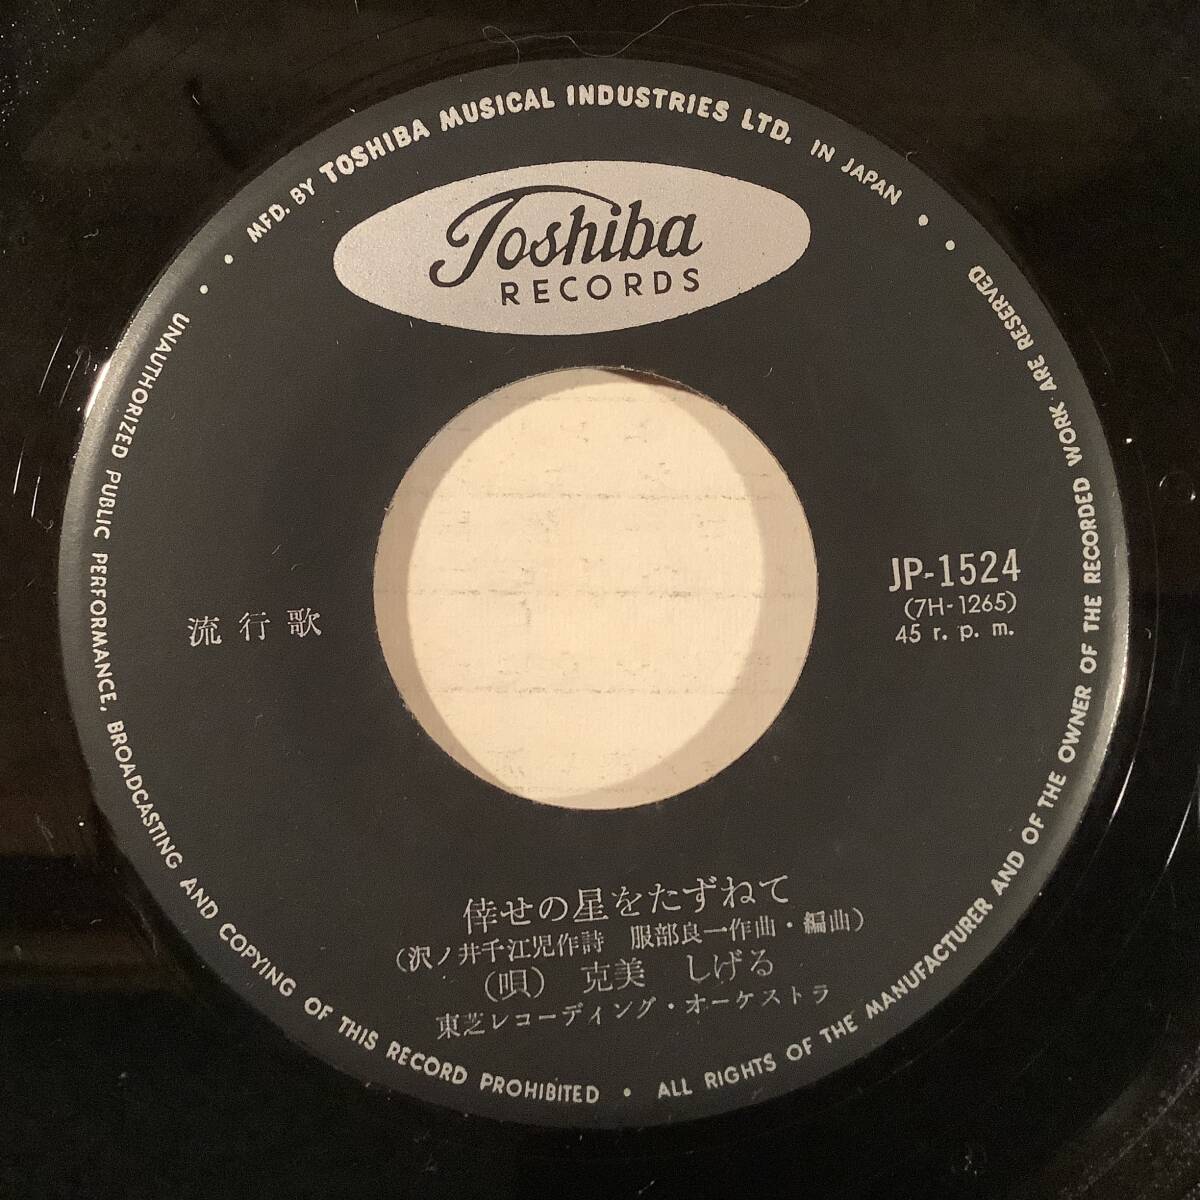 MFD. BY TOSHIBA MUSICAL INDUSTRIES LTD. IN JAPAN
Toshiba
RECORDS
流行歌
JP-1524
(7H-1265)
45 r. p. m.
倖せの星をたずねて
(沢ノ井千江児作詩 服部良一作曲・編曲)
(唄) 克美 しげる
東芝レコーディング・オーケストラ
UNAUTHORIZED PUBLIC PERFORMANCE, BROADCASTING AND COPYING OF THIS RECORD PROHIBITED • ALL RIGHTS OF THE MANUFACTURER AND OF THE OWNER OF THE RECORDED WORK ARE RESERVED